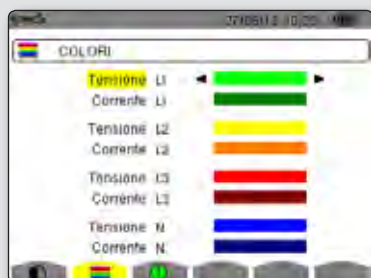 COLORI
Tensione L1
Corrente L1
Tensione L2
Corrente L2
Tensione L3
Corrente L3
Tensione N
Corrente N